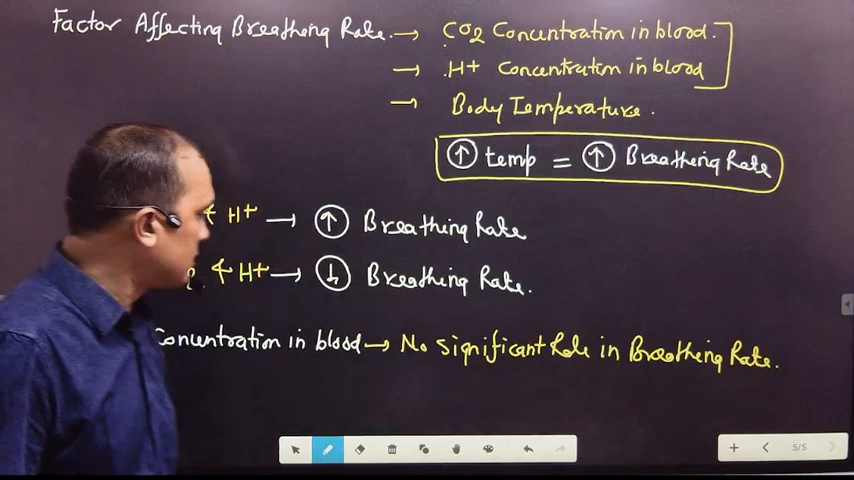 Factor Affecting Breathing Rate. → CO2 Concentration in blood.
→ H+ Concentration in blood
→ Body Temperature.
↑ temp = ↑ Breathing Rate
H+ → ↑ Breathing Rate
H+ → ↓ Breathing Rate.
Concentration in blood → No significant Role in Breathing Rate.
5/5